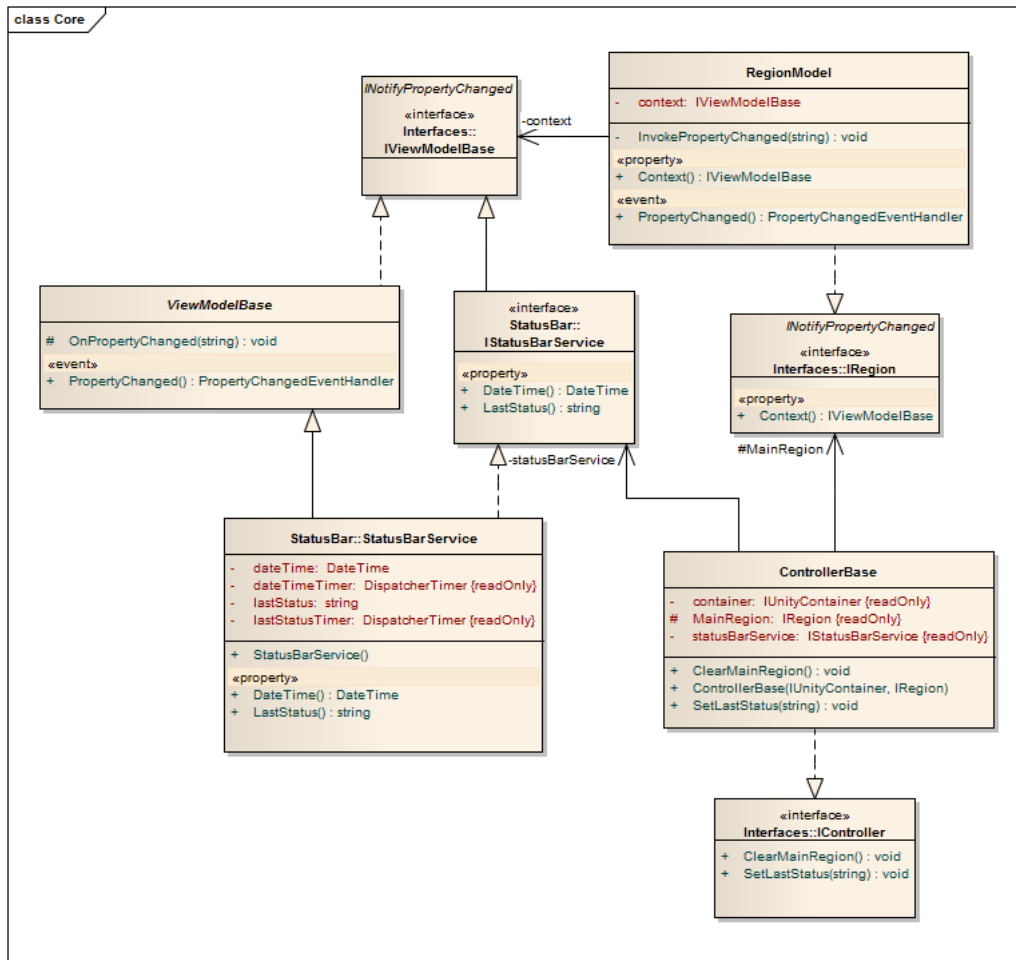 class Core
INotifyPropertyChanged
«interface»
Interfaces::
IViewModelBase
-context
RegionModel
- context: IViewModelBase
- InvokePropertyChanged(string) : void
«property»
+ Context() : IViewModelBase
«event»
+ PropertyChanged() : PropertyChangedEventHandler
ViewModelBase
# OnPropertyChanged(string) : void
«event»
+ PropertyChanged() : PropertyChangedEventHandler
«interface»
StatusBar::
IStatusBarService
«property»
+ DateTime() : DateTime
+ LastStatus() : string
INotifyPropertyChanged
«interface»
Interfaces::IRegion
«property»
+ Context() : IViewModelBase
-statusBarService
#MainRegion
StatusBar::StatusBarService
- dateTime: DateTime
- dateTimeTimer: DispatcherTimer {readOnly}
- lastStatus: string
- lastStatusTimer: DispatcherTimer {readOnly}
+ StatusBarService()
«property»
+ DateTime() : DateTime
+ LastStatus() : string
ControllerBase
- container: IUnityContainer {readOnly}
# MainRegion: IRegion {readOnly}
- statusBarService: IStatusBarService {readOnly}
+ ClearMainRegion() : void
+ ControllerBase(IUnityContainer, IRegion)
+ SetLastStatus(string) : void
«interface»
Interfaces::IController
+ ClearMainRegion() : void
+ SetLastStatus(string) : void